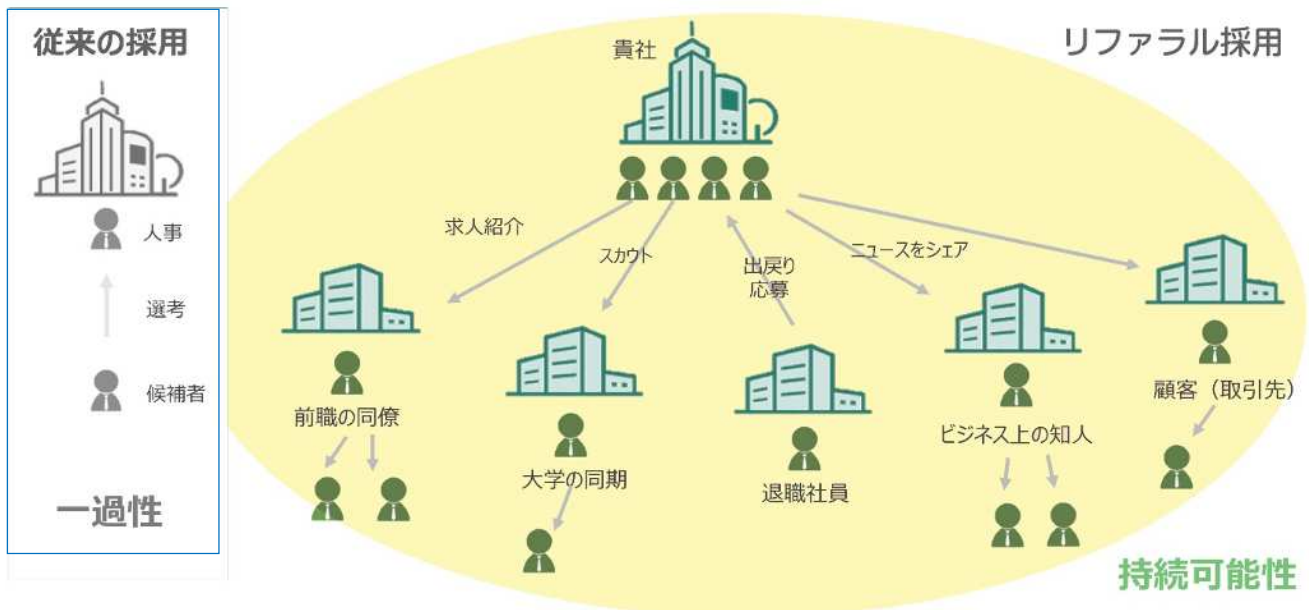 従来の採用
人事
選考
候補者
一過性
リファラル採用
貴社
求人紹介
スカウト
出戻り
応募
ニュースをシェア
前職の同僚
大学の同期
退職社員
ビジネス上の知人
顧客（取引先）
持続可能性